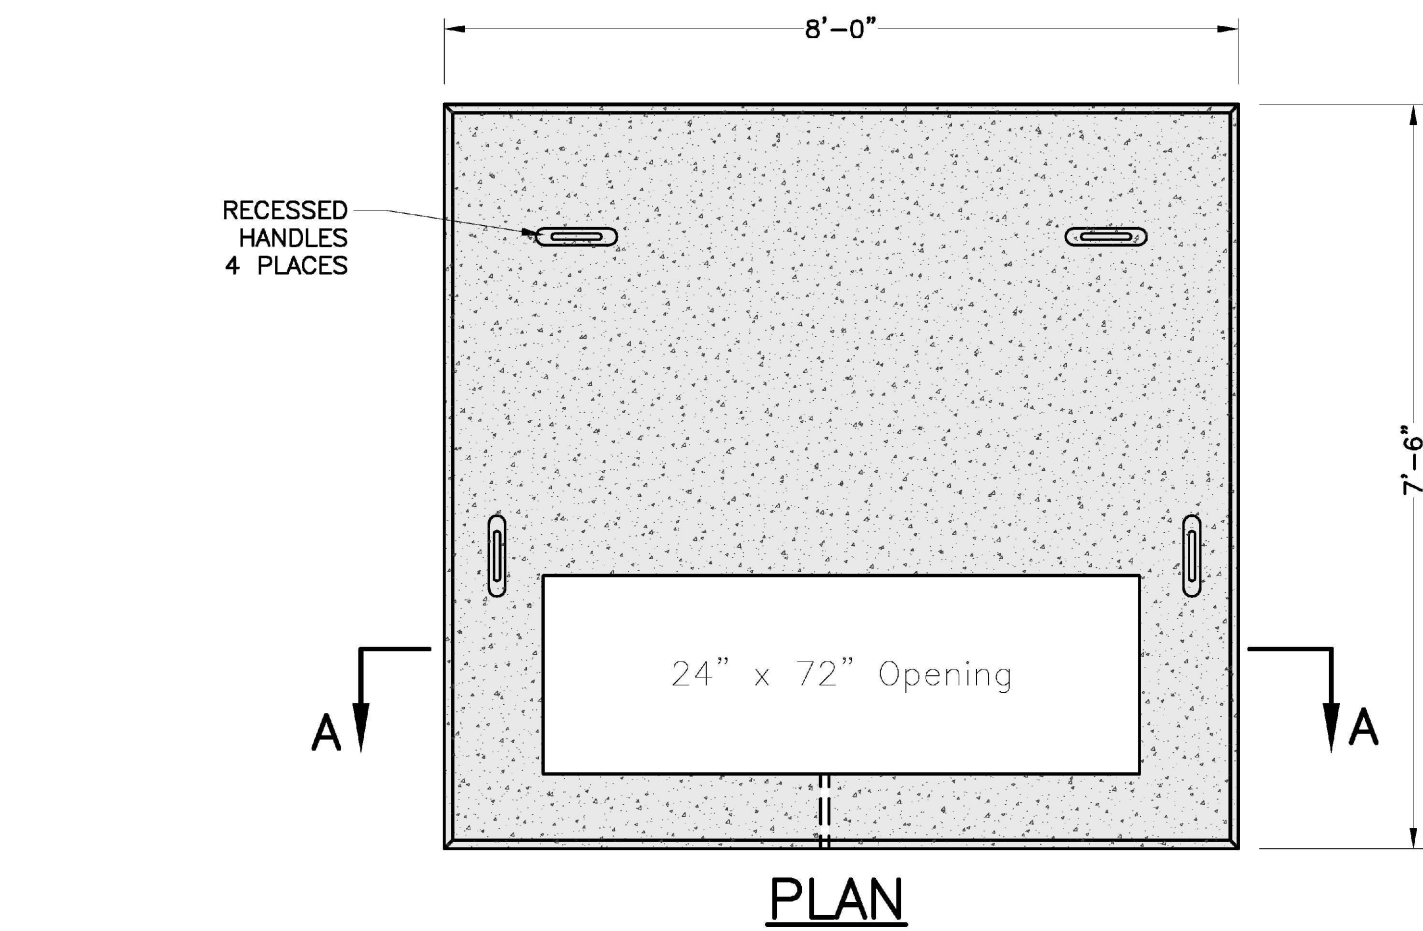 8'-0"
RECESSED
HANDLES
4 PLACES
7'-6"
24" x 72" Opening
A
A
PLAN